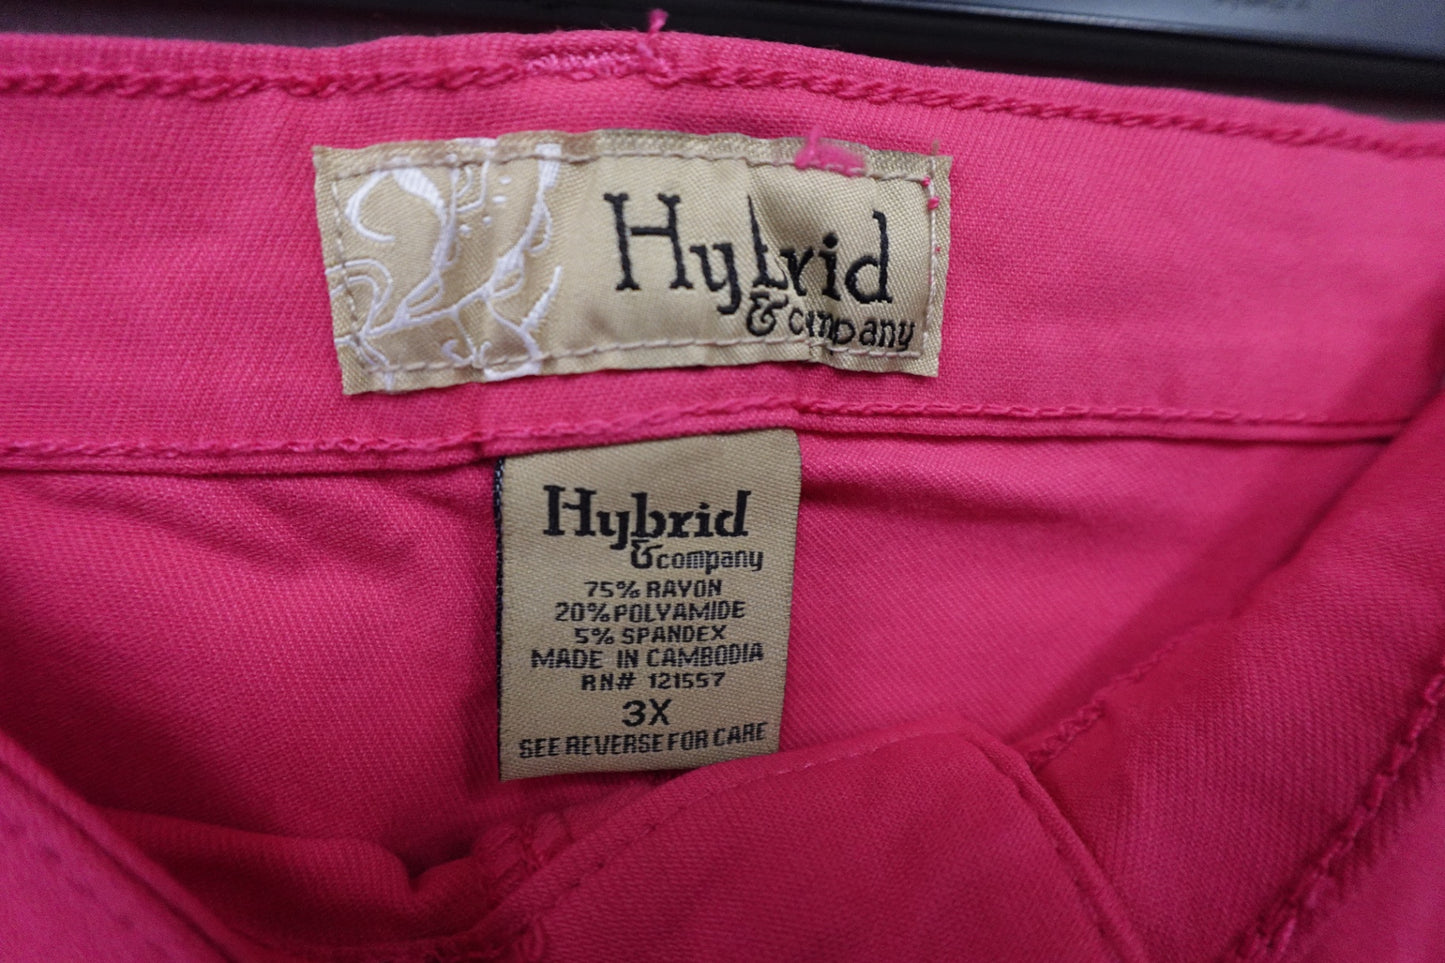 Hybrid
& company
Hybrid
& company
75% RAYON
20% POLYAMIDE
5% SPANDEX
MADE IN CAMBODIA
RN# 121557
3X
SEE REVERSE FOR CARE